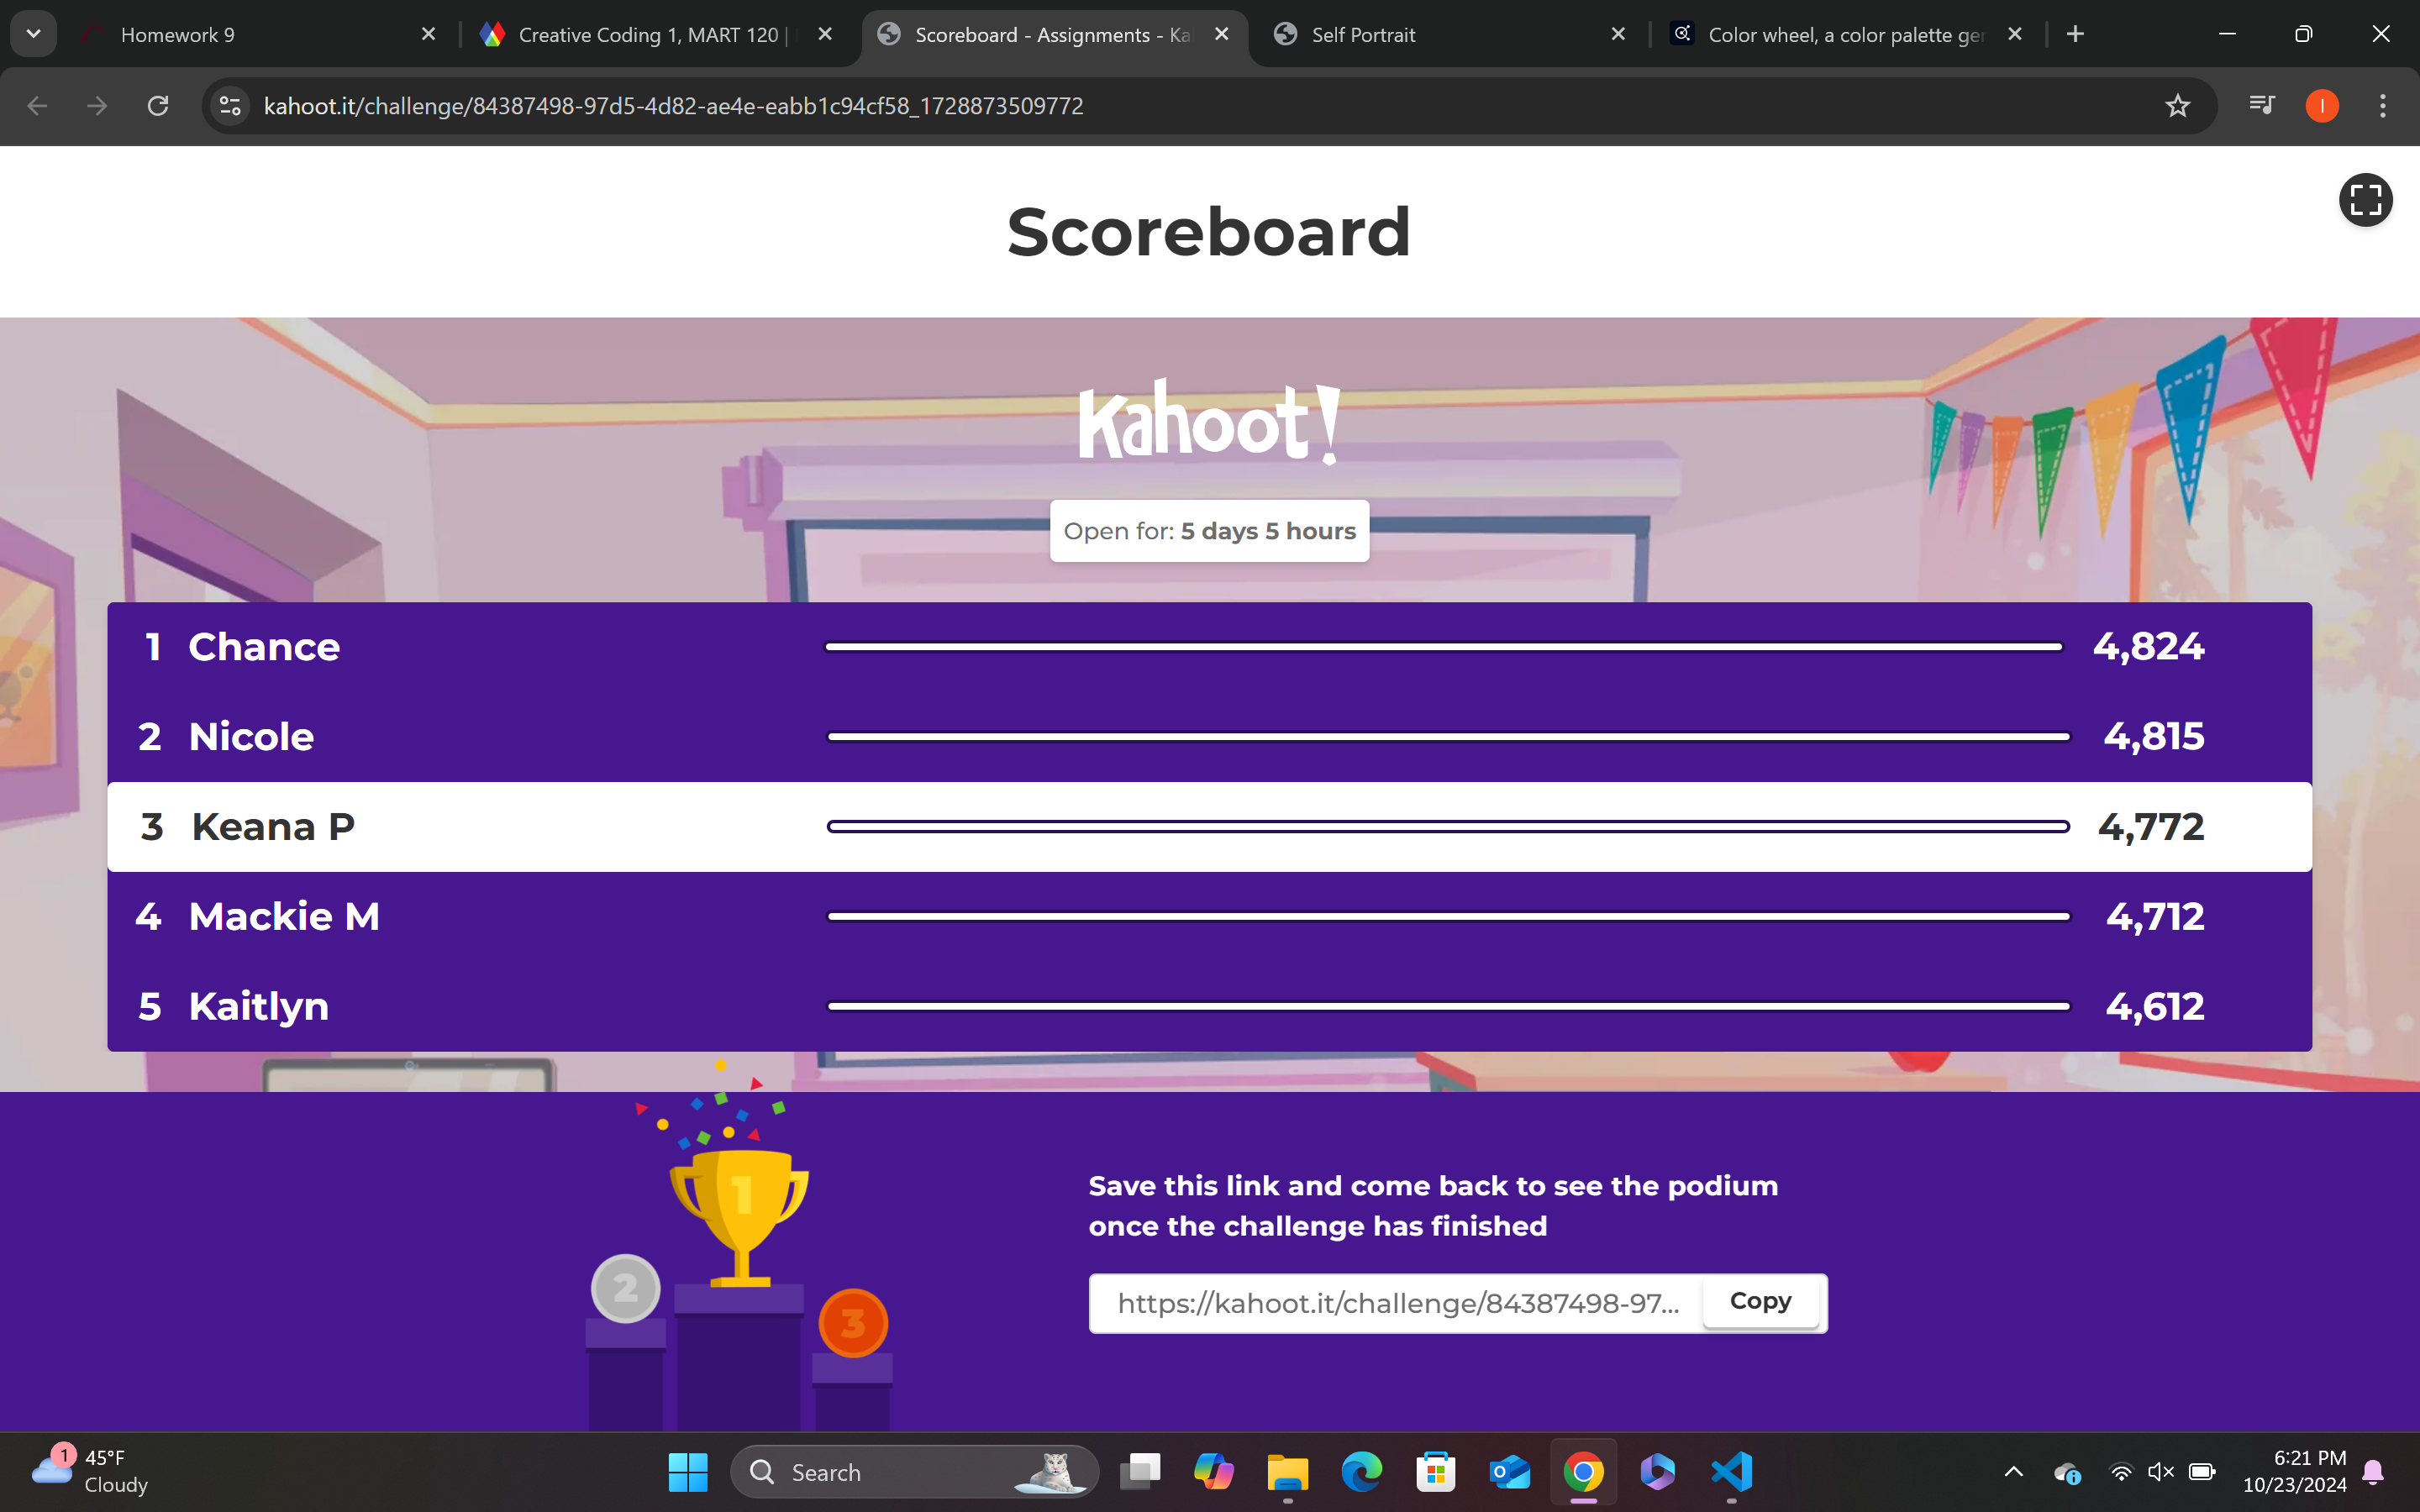 Homework 9
Creative Coding 1, MART 120 |
Scoreboard - Assignments - Ka
Self Portrait
Color wheel, a color palette ger
kahoot.it/challenge/84387498-97d5-4d82-ae4e-eabb1c94cf58_1728873509772
I
Scoreboard
Kahoot!
Open for: 5 days 5 hours
1 Chance 4,824
2 Nicole 4,815
3 Keana P 4,772
4 Mackie M 4,712
5 Kaitlyn 4,612
1
2
3
Save this link and come back to see the podium
once the challenge has finished
https://kahoot.it/challenge/84387498-97... Copy
1
45°F
Cloudy
Search
6:21 PM
10/23/2024